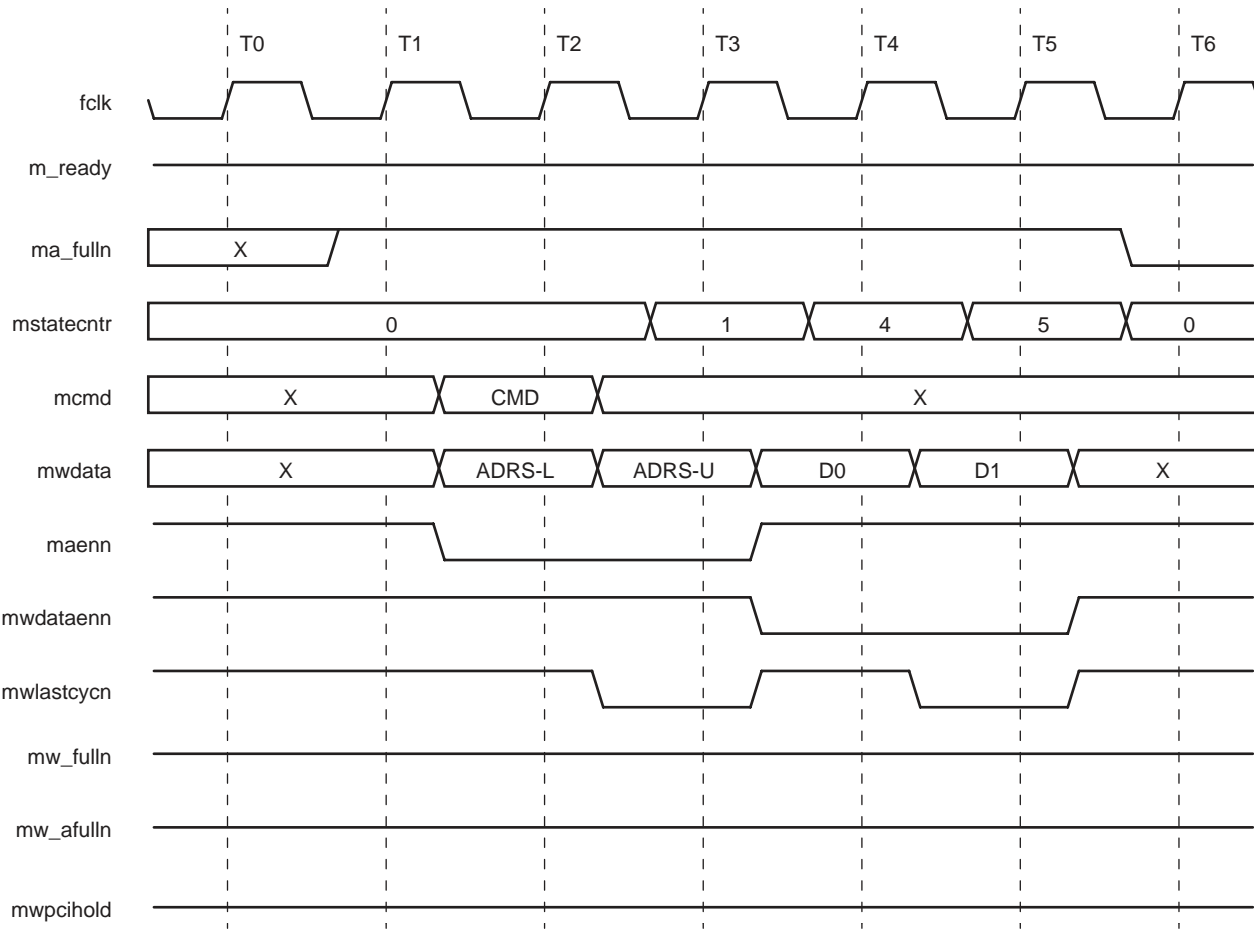 T0 T1 T2 T3 T4 T5 T6
fclk
m_ready
ma_fulln X
mstatecntr 0 1 4 5 0
mcmd X CMD X
mwdata X ADRS-L ADRS-U D0 D1 X
maenn
mwdataenn
mwlastcycn
mw_fulln
mw_afulln
mwpcihold